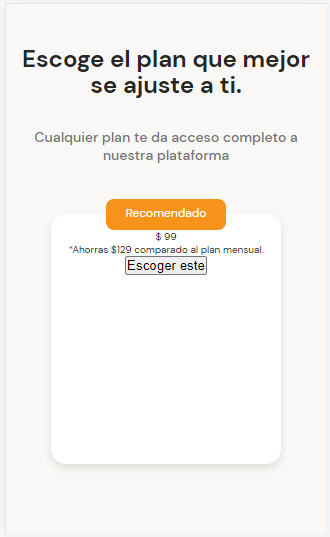 Escoge el plan que mejor
se ajuste a ti.
Cualquier plan te da acceso completo a
nuestra plataforma
Recomendado
$ 99
*Ahorras $129 comparado al plan mensual.
Escoger este